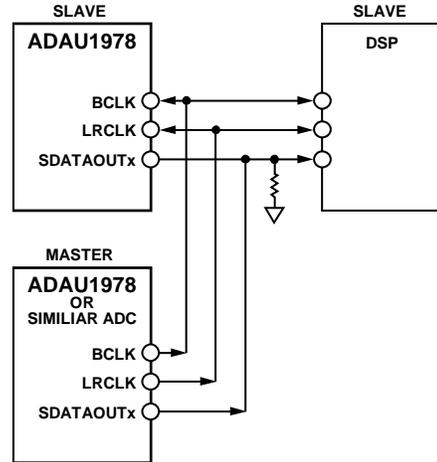 SLAVE
ADAU1978
BCLK
LRCLK
SDATAOUTx
SLAVE
DSP
MASTER
ADAU1978
OR
SIMILIAR ADC
BCLK
LRCLK
SDATAOUTx